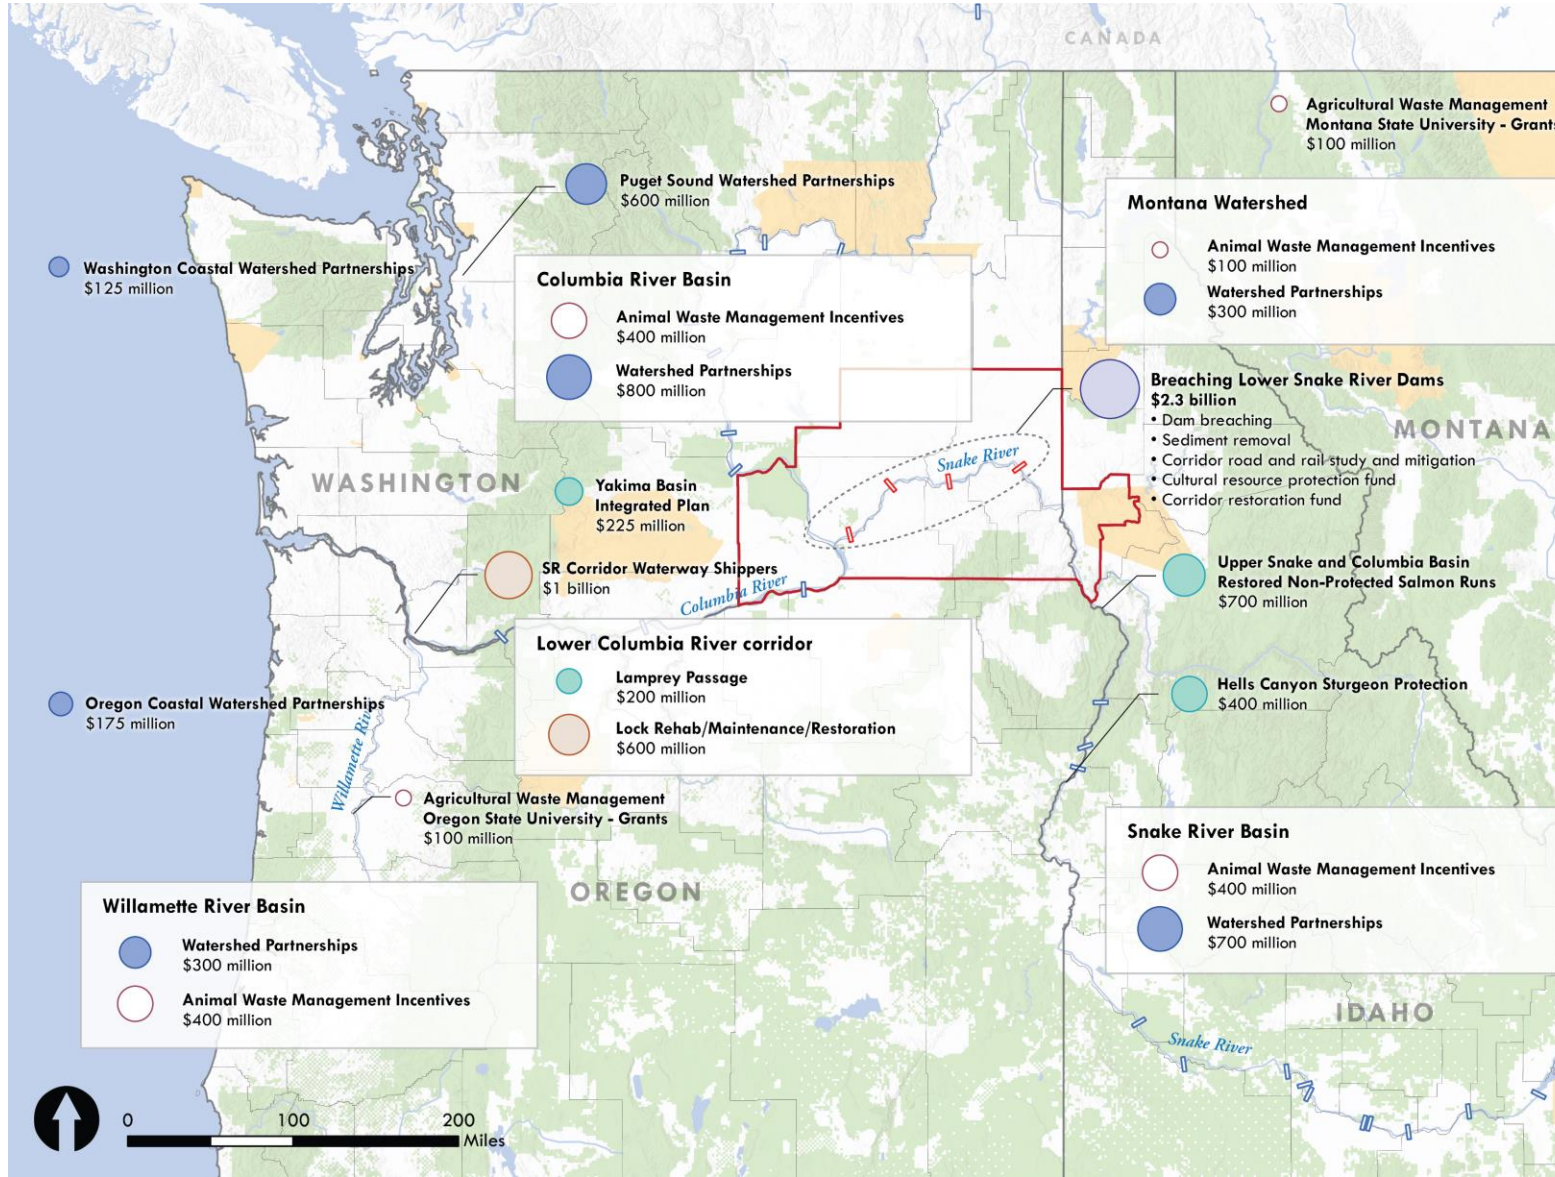 CANADA
Agricultural Waste Management
Montana State University - Grants
$100 million
Puget Sound Watershed Partnerships
$600 million
Montana Watershed
Animal Waste Management Incentives
$100 million
Watershed Partnerships
$300 million
Washington Coastal Watershed Partnerships
$125 million
Columbia River Basin
Animal Waste Management Incentives
$400 million
Watershed Partnerships
$800 million
Breaching Lower Snake River Dams
$2.3 billion
• Dam breaching
• Sediment removal
• Corridor road and rail study and mitigation
• Cultural resource protection fund
• Corridor restoration fund
MONTANA
WASHINGTON
Snake River
Yakima Basin
Integrated Plan
$225 million
SR Corridor Waterway Shippers
$1 billion
Columbia River
Upper Snake and Columbia Basin
Restored Non-Protected Salmon Runs
$700 million
Lower Columbia River corridor
Lamprey Passage
$200 million
Lock Rehab/Maintenance/Restoration
$600 million
Hells Canyon Sturgeon Protection
$400 million
Oregon Coastal Watershed Partnerships
$175 million
Willamette River
Agricultural Waste Management
Oregon State University - Grants
$100 million
Snake River Basin
Animal Waste Management Incentives
$400 million
Watershed Partnerships
$700 million
OREGON
Willamette River Basin
Watershed Partnerships
$300 million
Animal Waste Management Incentives
$400 million
IDAHO
Snake River
0 100 200
Miles